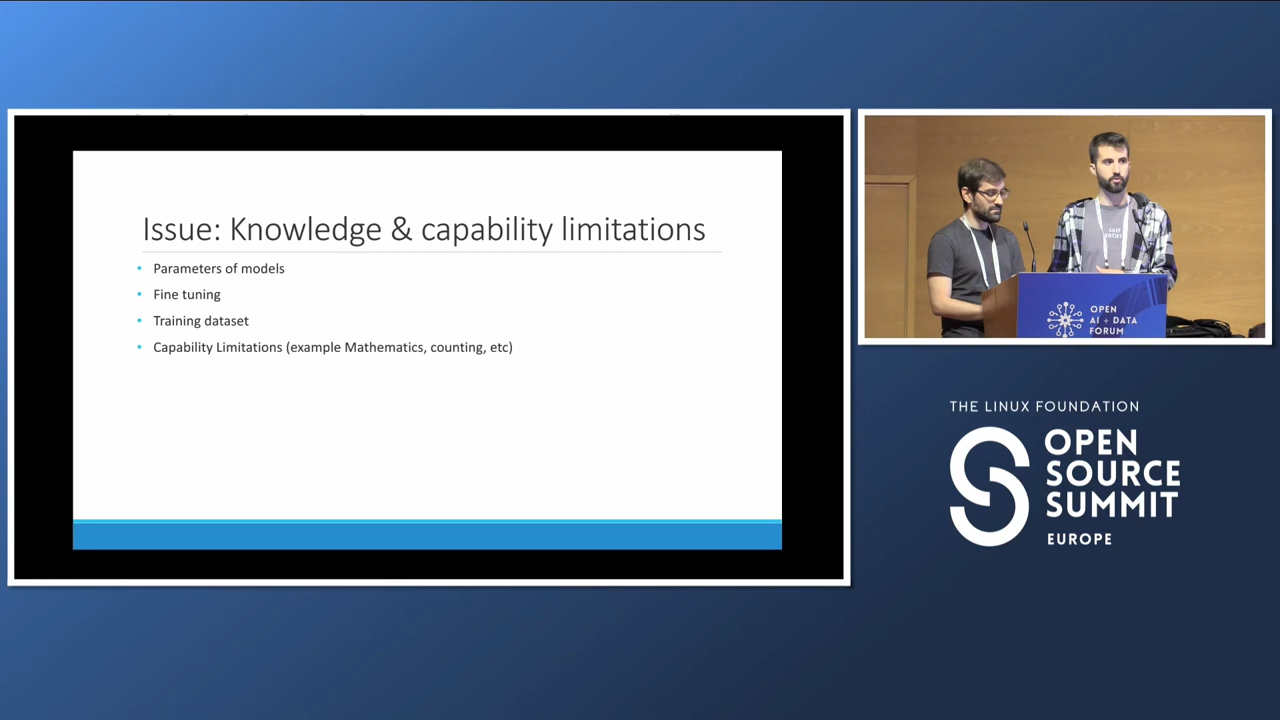 Issue: Knowledge & capability limitations
• Parameters of models
• Fine tuning
• Training dataset
• Capability Limitations (example Mathematics, counting, etc)
OPEN
AI + DATA
FORUM
THE LINUX FOUNDATION
OPEN
SOURCE
SUMMIT
EUROPE